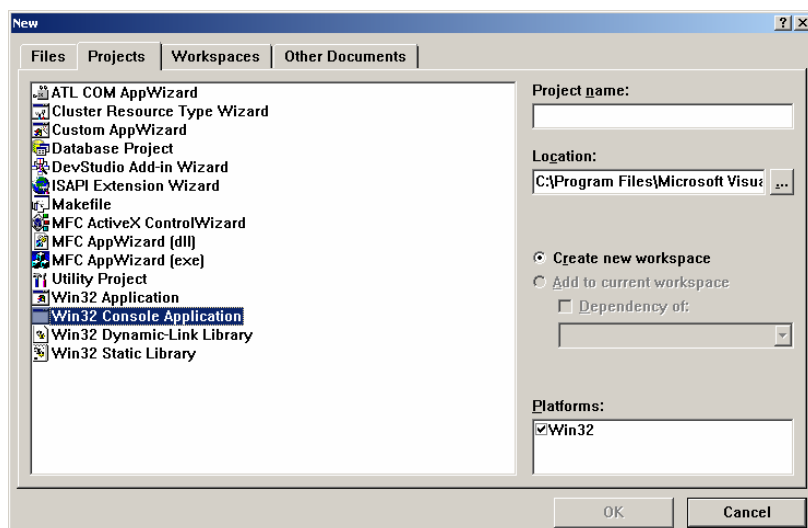 New
Files Projects Workspaces Other Documents
ATL COM AppWizard
Cluster Resource Type Wizard
Custom AppWizard
Database Project
DevStudio Add-in Wizard
ISAPI Extension Wizard
Makefile
MFC ActiveX ControlWizard
MFC AppWizard (dll)
MFC AppWizard (exe)
Utility Project
Win32 Application
Win32 Console Application
Win32 Dynamic-Link Library
Win32 Static Library
Project name:
Location:
C:\Program Files\Microsoft Visua ...
Create new workspace
Add to current workspace
Dependency of:
Platforms:
Win32
OK Cancel